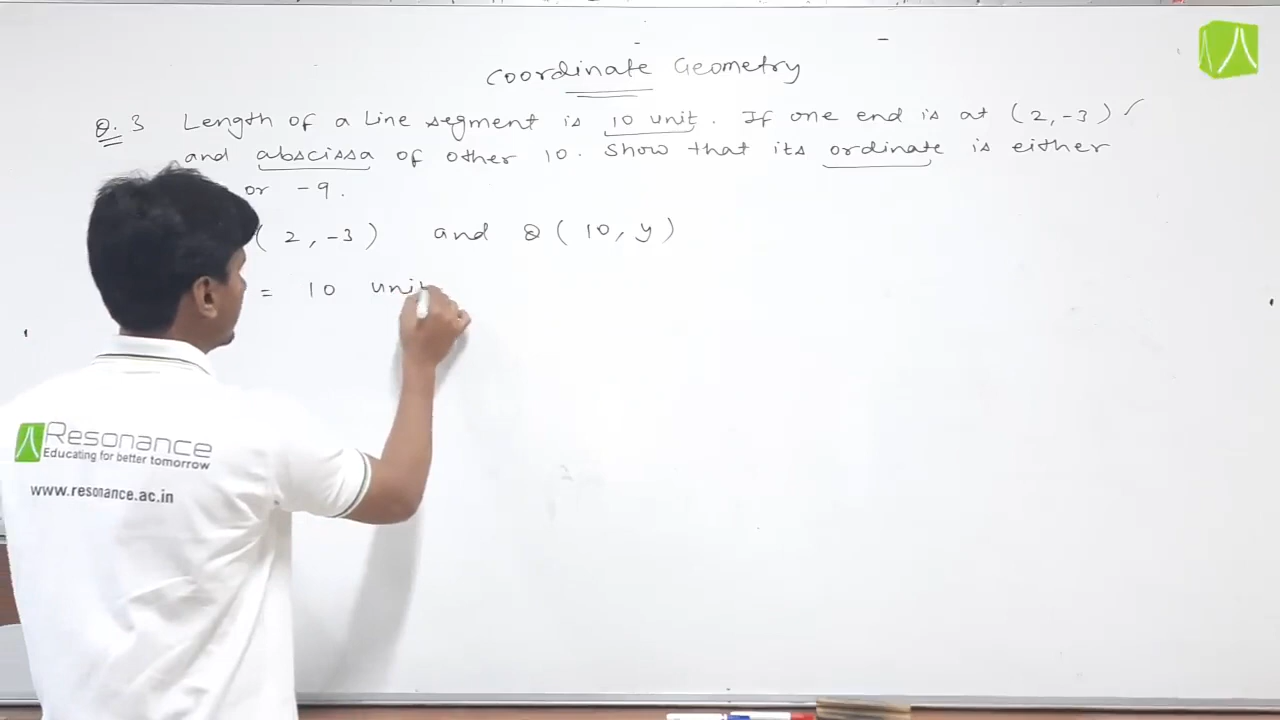 Coordinate Geometry
Q. 3 Length of a Line segment is 10 unit. If one end is at (2, -3) ✓
and abscissa of other 10. Show that its ordinate is either
or -9.
( 2, -3 ) and Q ( 10, y )
= 10 unit
Resonance
Educating for better tomorrow
www.resonance.ac.in